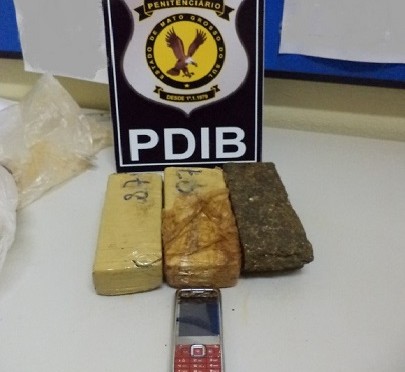 PENITENCIÁRIO
ESTADO DE MATO GROSSO DO SUL
DESDE 1º.1.1979
PDIB